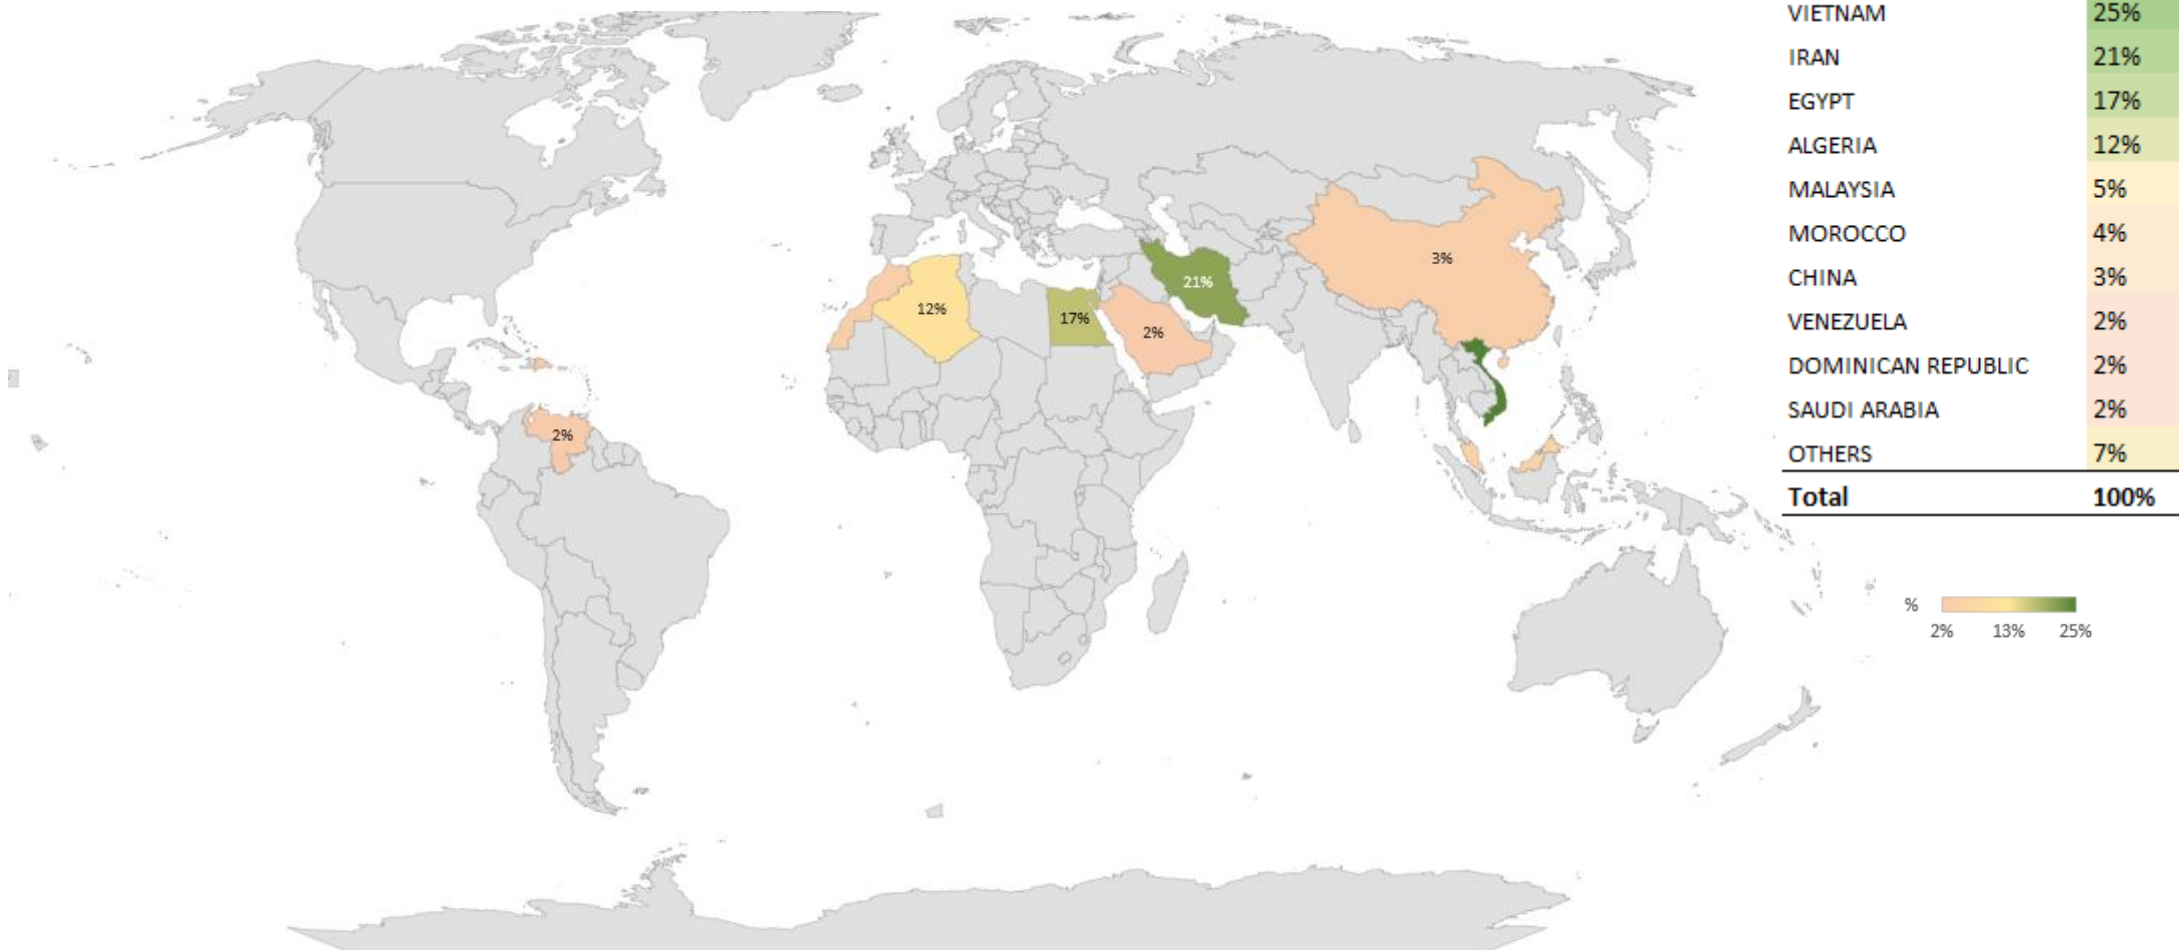 VIETNAM 25%
IRAN 21%
EGYPT 17%
ALGERIA 12%
MALAYSIA 5%
MOROCCO 4%
CHINA 3%
VENEZUELA 2%
DOMINICAN REPUBLIC 2%
SAUDI ARABIA 2%
OTHERS 7%
Total 100%
3%
21%
12%
17%
2%
2%
%
2% 13% 25%